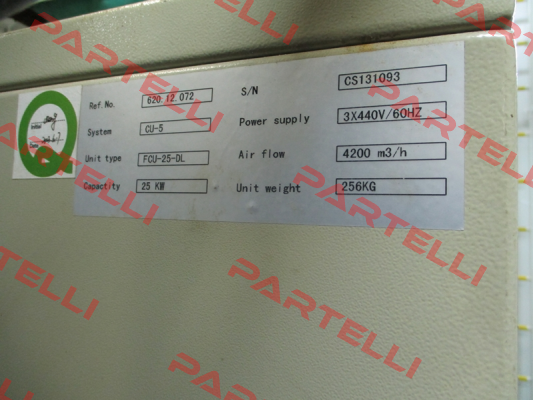 Ref. No. 620 12 072
System CU-5
Unit type FCU-25-DL
Capacity 25 KW
S/N CS131093
Power supply 3X440V/60HZ
Air flow 4200 m3/h
Unit weight 256KG
PARTELLI
PARTELLI
PARTELLI
PARTELLI
PARTELLI
PARTELLI
PARTELLI